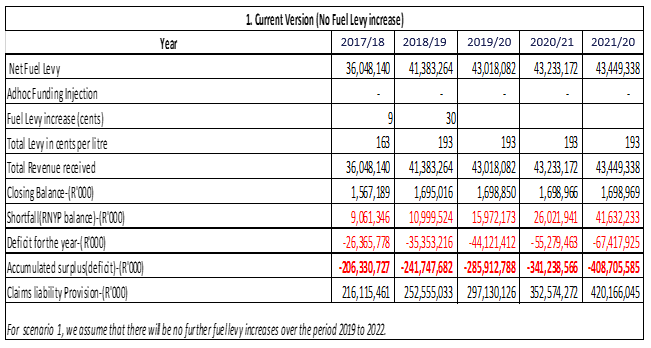 1. Current Version (No Fuel Levy increase)
Year 2017/18 2018/19 2019/20 2020/21 2021/20
Net Fuel Levy 36,048,140 41,383,264 43,018,082 43,233,172 43,449,338
Adhoc Funding Injection - - - - -
Fuel Levy increase (cents) 9 30
Total Levy in cents per litre 163 193 193 193 193
Total Revenue received 36,048,140 41,383,264 43,018,082 43,233,172 43,449,338
Closing Balance-(R'000) 1,567,189 1,695,016 1,698,850 1,698,966 1,698,969
Shortfall(RNYP balance)-(R'000) 9,061,346 10,999,524 15,972,173 26,021,941 41,632,233
Deficit for the year-(R'000) -26,365,778 -35,353,216 -44,121,412 -55,279,463 -67,417,925
Accumulated surplus(deficit)-(R'000) -206,330,727 -241,747,682 -285,912,788 -341,238,566 -408,705,585
Claims liability Provision-(R'000) 216,115,461 252,555,033 297,130,126 352,574,272 420,166,045
For scenario 1, we assume that there will be no further fuel levy increases over the period 2019 to 2022.